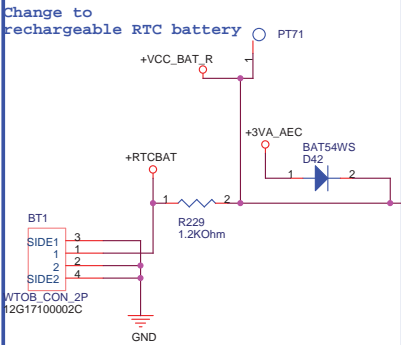 Change to
rechargeable RTC battery
PT71
1
+VCC_BAT_R
+3VA_AEC
BAT54WS
D42
+RTCBAT
1 2
1 2
R229
1.2KOhm
BT1
SIDE1 3
1 1
2 2
SIDE2 4
WTOB_CON_2P
12G17100002C
GND